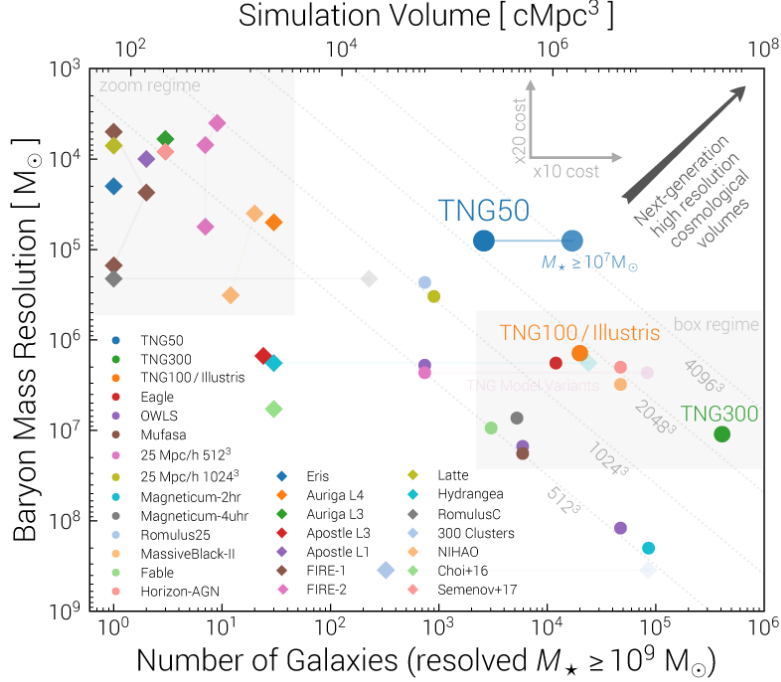 Simulation Volume [ cMpc³ ]
10² 10⁴ 10⁶ 10⁸
Baryon Mass Resolution [ M☉ ]
10³
10⁴
10⁵
10⁶
10⁷
10⁸
10⁹
zoom regime
x20 cost
x10 cost
Next-generation
high resolution
cosmological
volumes
TNG50
M⋆ ≥ 10⁷ M☉
box regime
TNG100 / Illustris
TNG Model Variants
TNG300
4096³
2048³
1024³
512³
TNG50
TNG300
TNG100 / Illustris
Eagle
OWLS
Mufasa
25 Mpc/h 512³
25 Mpc/h 1024³
Magneticum-2hr
Magneticum-4uhr
Romulus25
MassiveBlack-II
Fable
Horizon-AGN
Eris
Auriga L4
Auriga L3
Apostle L3
Apostle L1
FIRE-1
FIRE-2
Latte
Hydrangea
RomulusC
300 Clusters
NIHAO
Choi+16
Semenov+17
10⁰ 10¹ 10² 10³ 10⁴ 10⁵ 10⁶
Number of Galaxies (resolved M⋆ ≥ 10⁹ M☉)